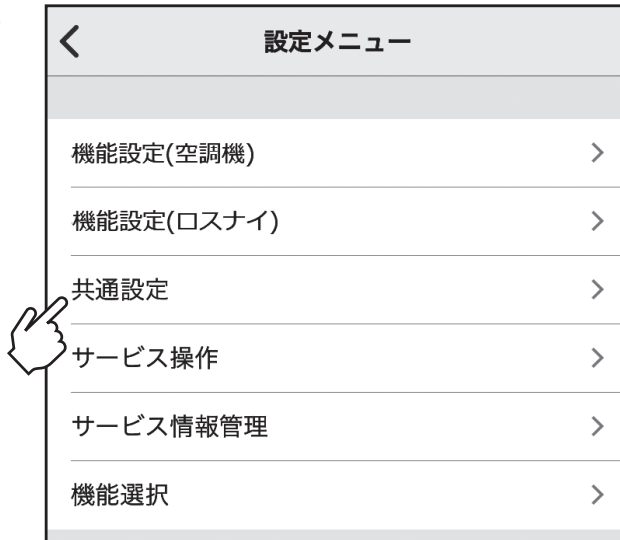 設定メニュー
機能設定(空調機)
機能設定(ロスナイ)
共通設定
サービス操作
サービス情報管理
機能選択